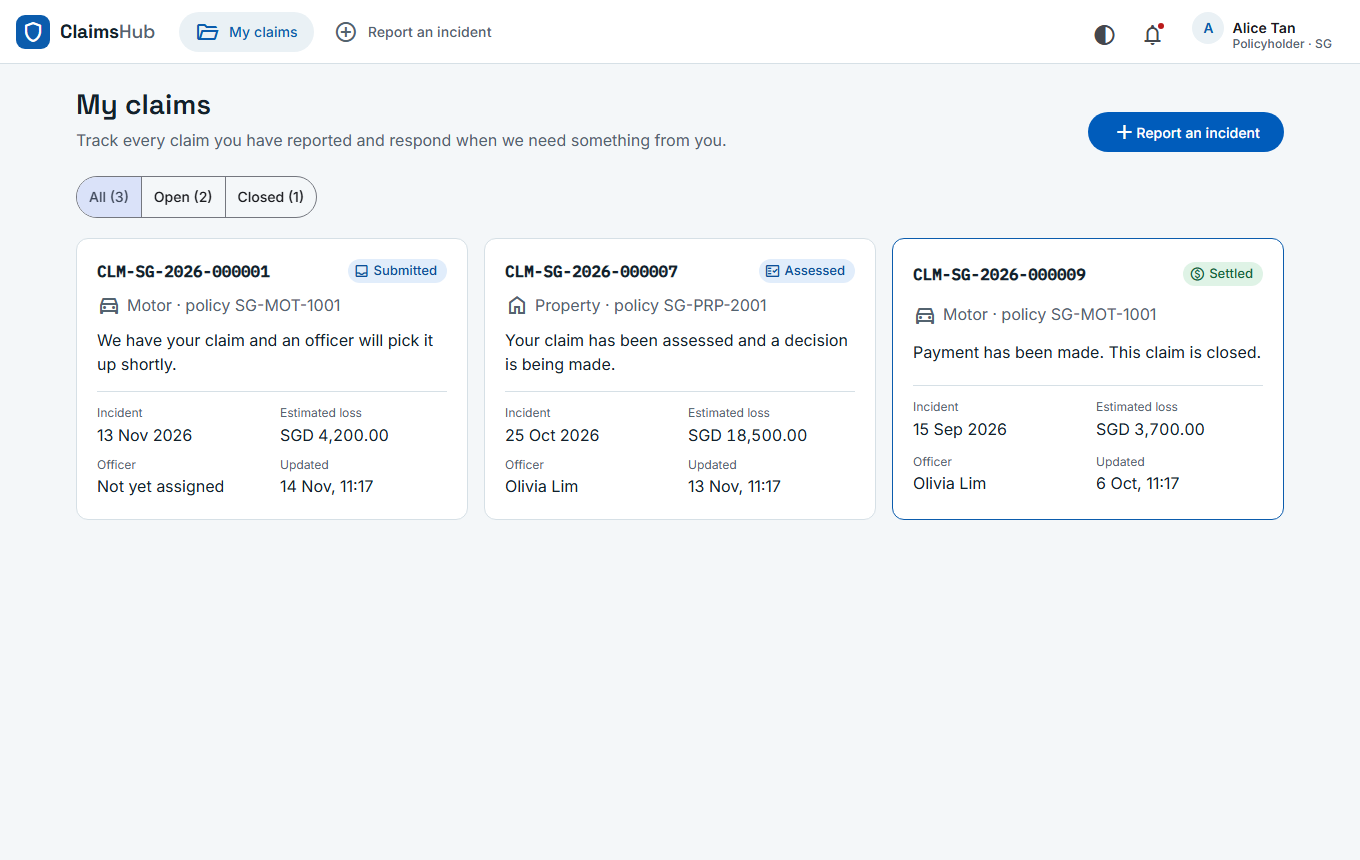 ClaimsHub
My claims
Report an incident
A
Alice Tan
Policyholder · SG
My claims
Track every claim you have reported and respond when we need something from you.
Report an incident
All (3)
Open (2)
Closed (1)
CLM-SG-2026-000001
Submitted
Motor · policy SG-MOT-1001
We have your claim and an officer will pick it
up shortly.
Incident
Estimated loss
13 Nov 2026
SGD 4,200.00
Officer
Updated
Not yet assigned
14 Nov, 11:17
CLM-SG-2026-000007
Assessed
Property · policy SG-PRP-2001
Your claim has been assessed and a decision
is being made.
Incident
Estimated loss
25 Oct 2026
SGD 18,500.00
Officer
Updated
Olivia Lim
13 Nov, 11:17
CLM-SG-2026-000009
Settled
Motor · policy SG-MOT-1001
Payment has been made. This claim is closed.
Incident
Estimated loss
15 Sep 2026
SGD 3,700.00
Officer
Updated
Olivia Lim
6 Oct, 11:17